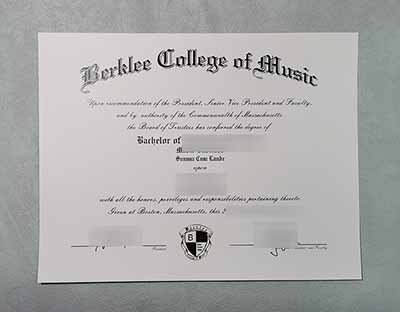 Berklee College of Music
Upon recommendation of the President, Senior Vice President and Faculty,
and by authority of the Commonwealth of Massachusetts
the Board of Trustees has conferred the degree of
Bachelor of
Summa Cum Laude
upon
with all the honors, privileges and responsibilities pertaining thereto.
Given at Boston, Massachusetts, this
BERKLEE
B
President